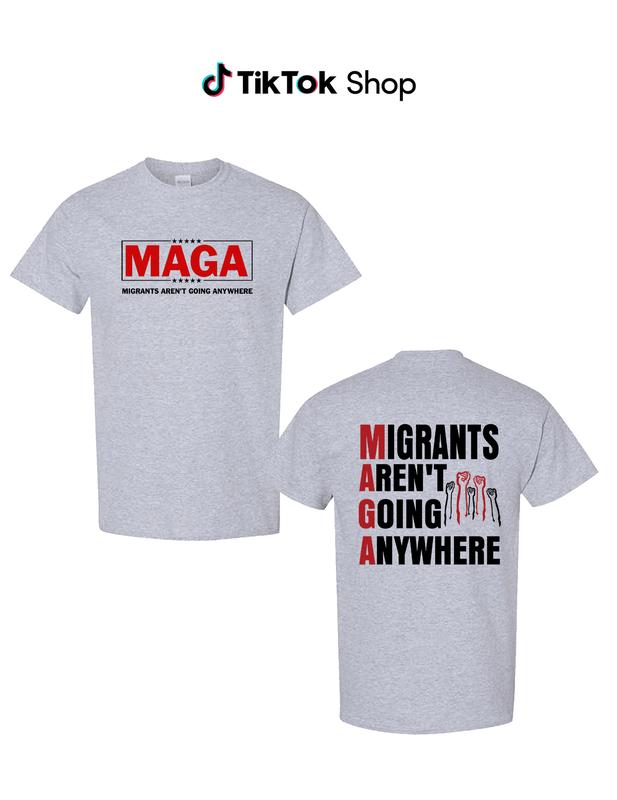 TikTok Shop
★★★★★
MAGA
★★★★★
MIGRANTS AREN'T GOING ANYWHERE
MIGRANTS
AREN'T
GOING
ANYWHERE